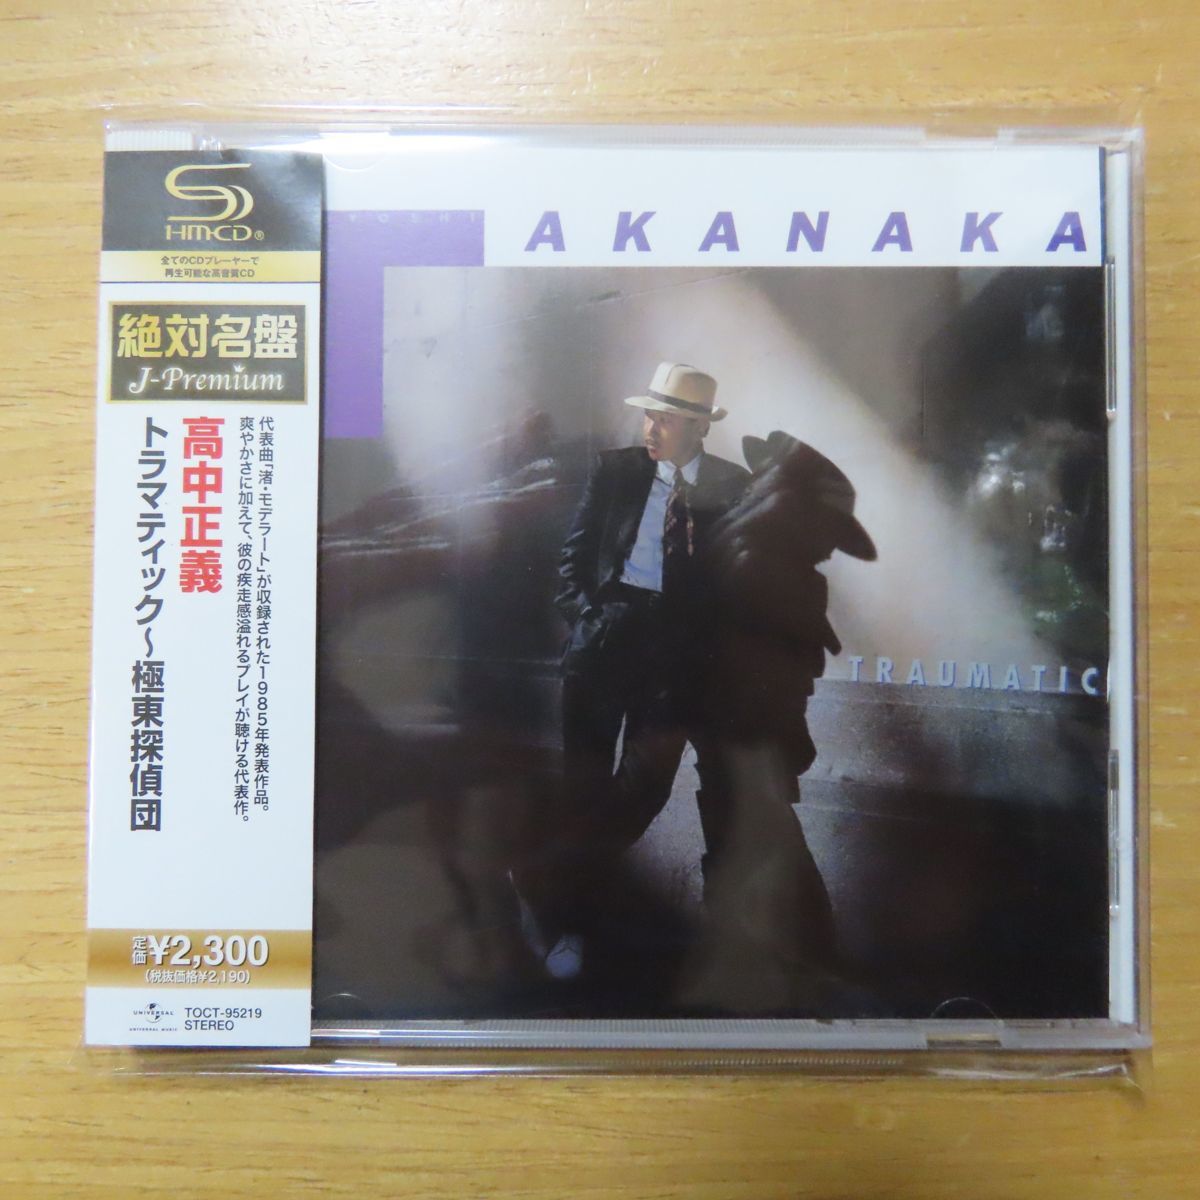 SHM-CD®
全てのCDプレーヤーで
再生可能な高音質CD
絶対名盤
J-Premium
代表曲「渚・モデラート」が収録された1985年発表作品。
爽やかさに加えて、彼の疾走感溢れるプレイが聴ける代表作。
高中正義
トラマティック〜極東探偵団
定価¥2,300
(税抜価格¥2,190)
UNIVERSAL
UNIVERSAL MUSIC
TOCT-95219
STEREO
YOSHI
TAKANAKA
TRAUMATIC